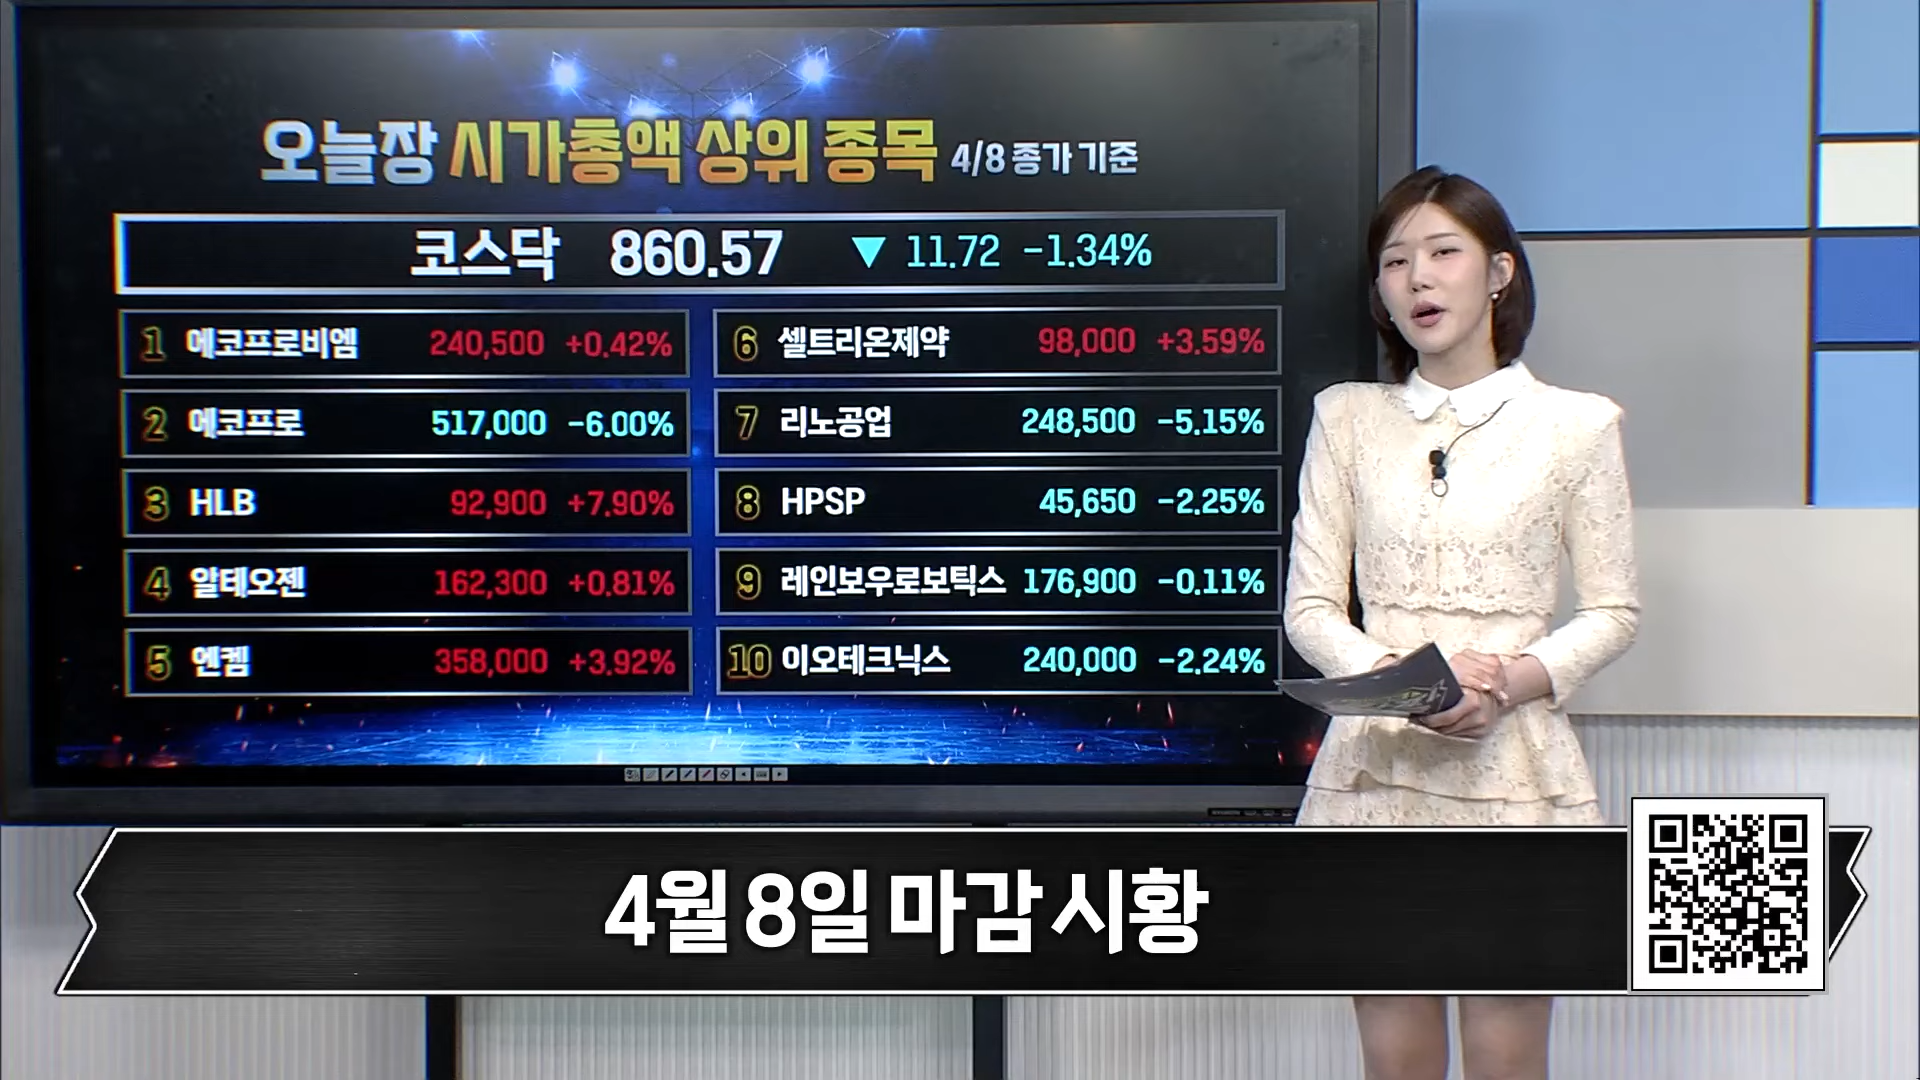 오늘장 시가총액 상위 종목 4/8 종가 기준
코스닥 860.57 ▼ 11.72 -1.34%
1 에코프로비엠 240,500 +0.42%
2 에코프로 517,000 -6.00%
3 HLB 92,900 +7.90%
4 알테오젠 162,300 +0.81%
5 엔켐 358,000 +3.92%
6 셀트리온제약 98,000 +3.59%
7 리노공업 248,500 -5.15%
8 HPSP 45,650 -2.25%
9 레인보우로보틱스 176,900 -0.11%
10 이오테크닉스 240,000 -2.24%
4월 8일 마감 시황